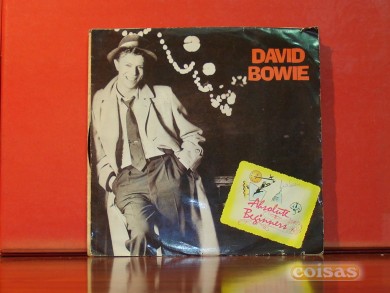 DAVID
BOWIE
Absolute
Beginners
coisas